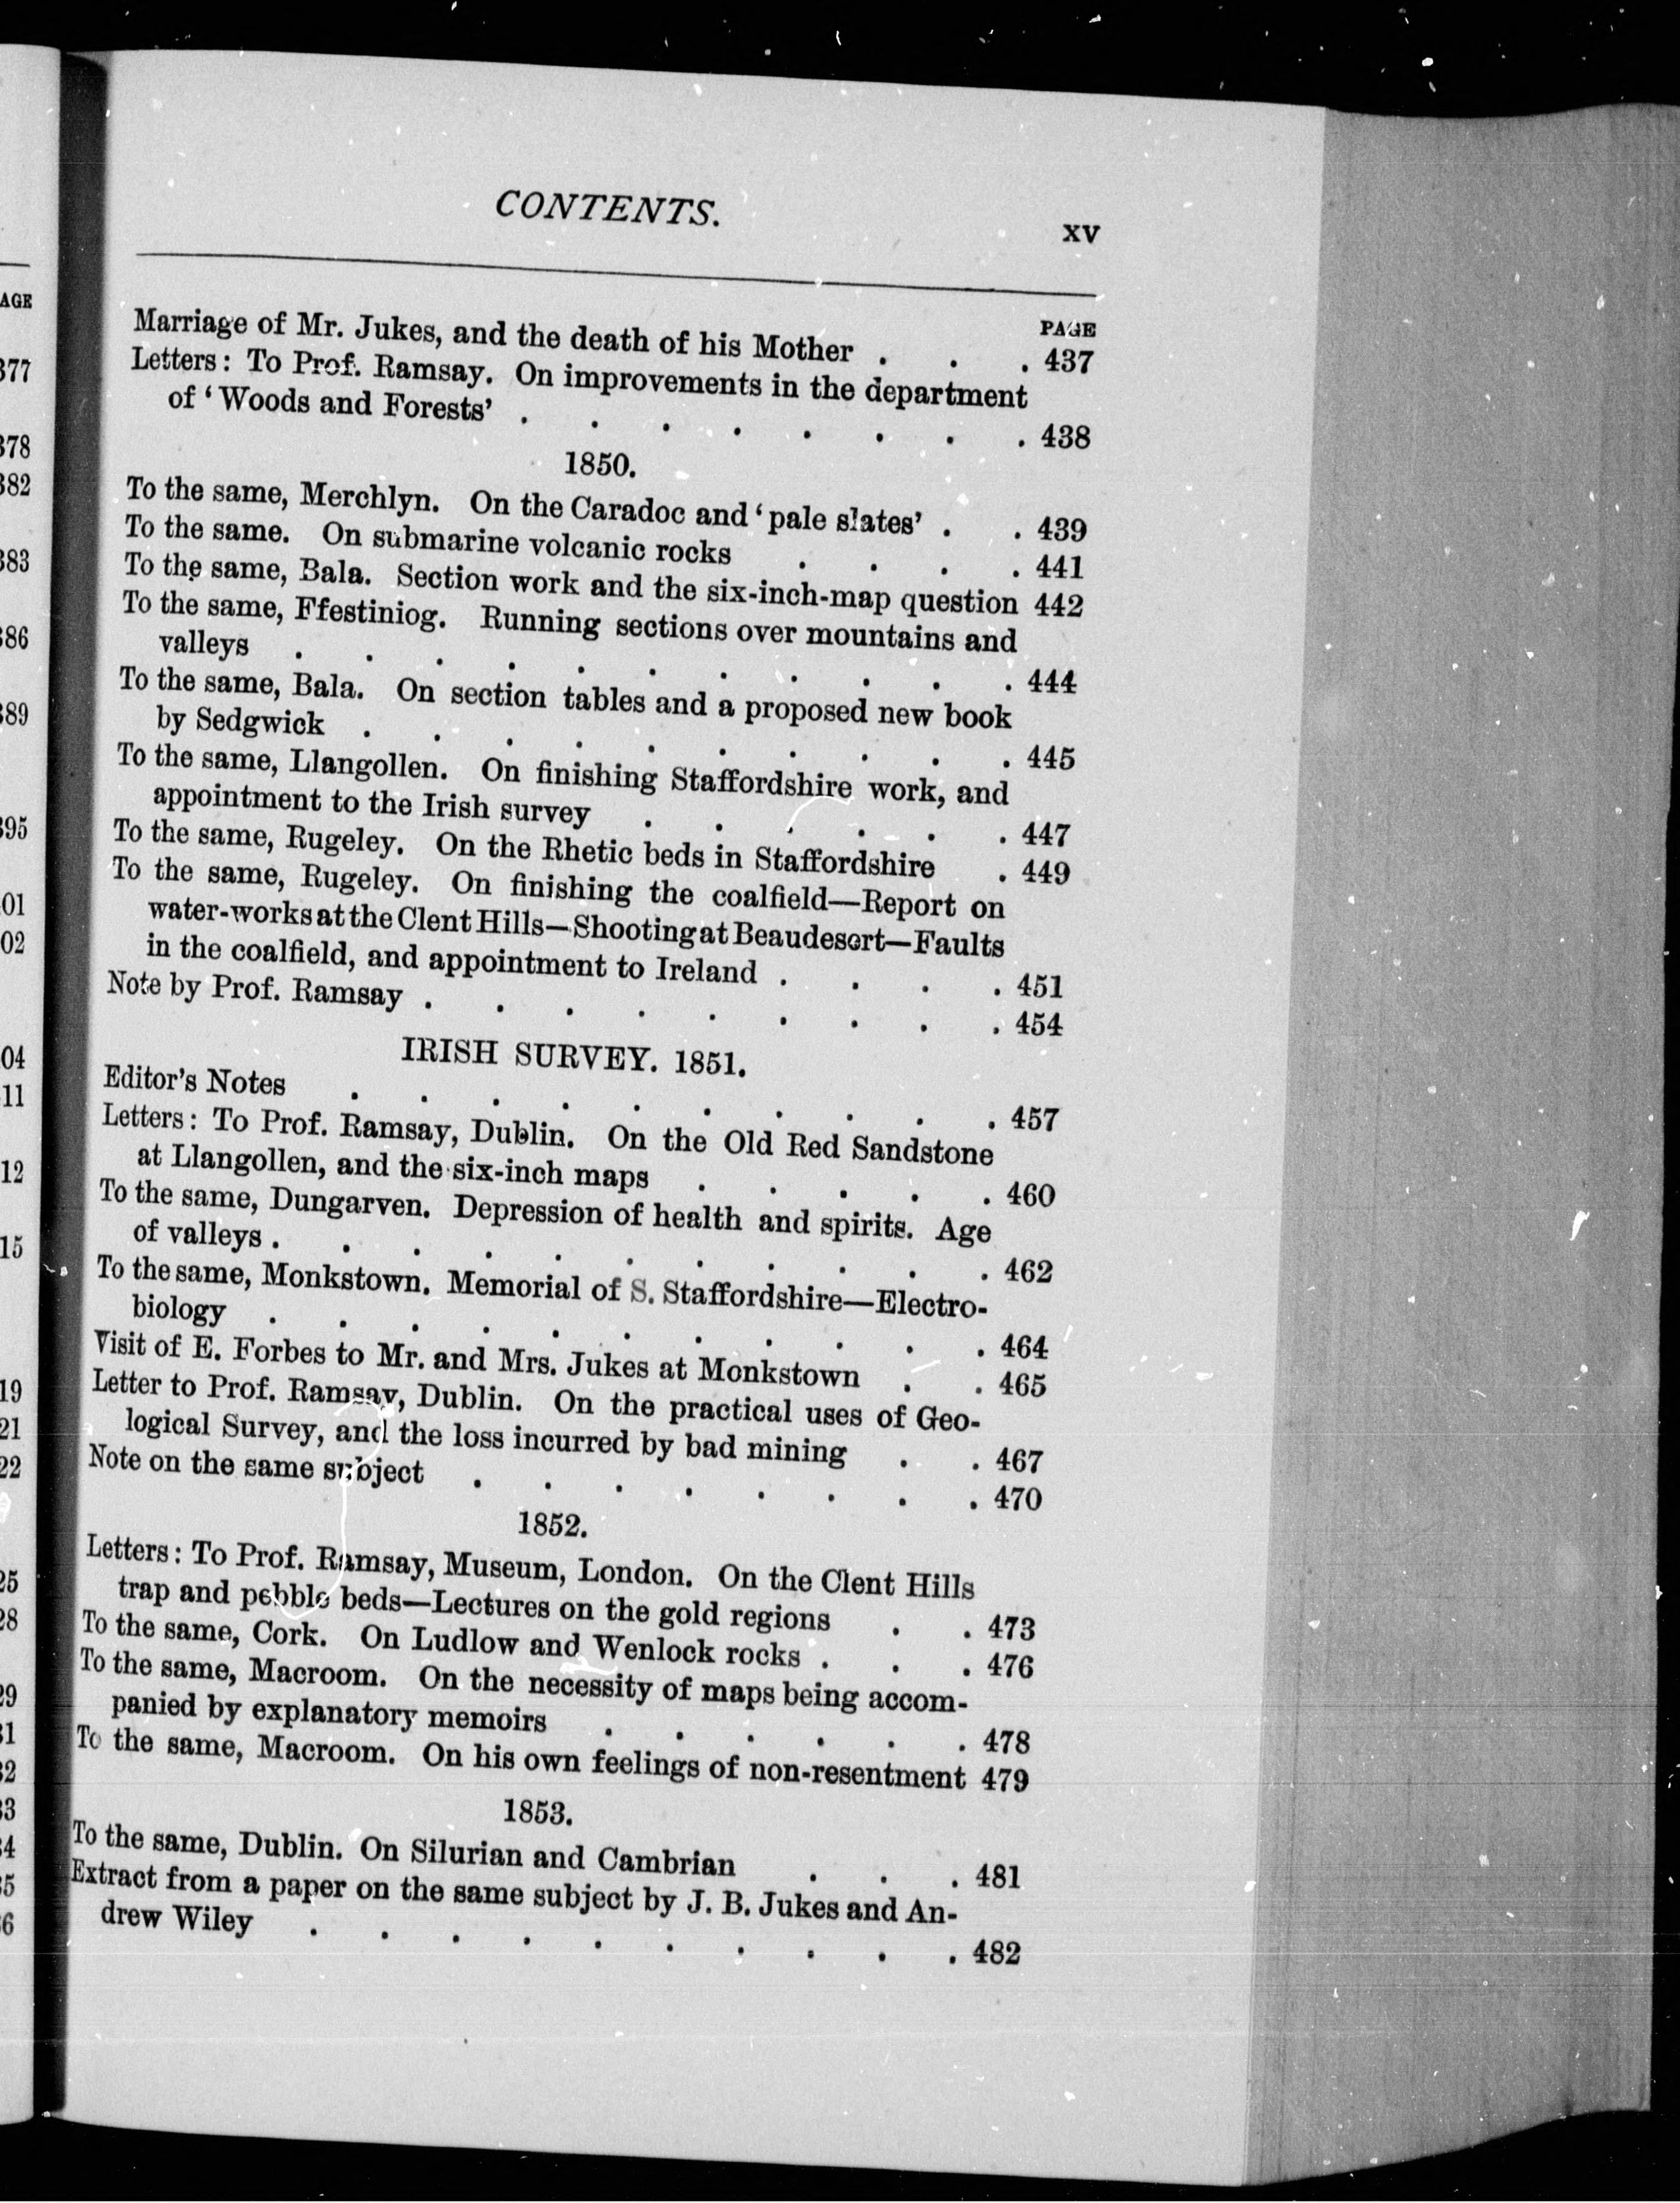 CONTENTS. xv
PAGE
Marriage of Mr. Jukes, and the death of his Mother . . . 437
Letters: To Prof. Ramsay. On improvements in the department
of ‘Woods and Forests’ . . . . . . . . 438
1850.
To the same, Merchlyn. On the Caradoc and ‘pale slates’ . . 439
To the same. On submarine volcanic rocks . . . . 441
To the same, Bala. Section work and the six-inch-map question 442
To the same, Ffestiniog. Running sections over mountains and
valleys . . . . . . . . . . . 444
To the same, Bala. On section tables and a proposed new book
by Sedgwick . . . . . . . . . . 445
To the same, Llangollen. On finishing Staffordshire work, and
appointment to the Irish survey . . . . . . 447
To the same, Rugeley. On the Rhetic beds in Staffordshire . 449
To the same, Rugeley. On finishing the coalfield—Report on
water-works at the Clent Hills—Shooting at Beaudesert—Faults
in the coalfield, and appointment to Ireland . . . . 451
Note by Prof. Ramsay . . . . . . . . . 454
IRISH SURVEY. 1851.
Editor's Notes . . . . . . . . . . 457
Letters: To Prof. Ramsay, Dublin. On the Old Red Sandstone
at Llangollen, and the six-inch maps . . . . . 460
To the same, Dungarven. Depression of health and spirits. Age
of valleys . . . . . . . . . . . 462
To the same, Monkstown. Memorial of S. Staffordshire—Electro-
biology . . . . . . . . . . . 464
Visit of E. Forbes to Mr. and Mrs. Jukes at Monkstown . . 465
Letter to Prof. Ramsay, Dublin. On the practical uses of Geo-
logical Survey, and the loss incurred by bad mining . . 467
Note on the same subject . . . . . . . . 470
1852.
Letters: To Prof. Ramsay, Museum, London. On the Clent Hills
trap and pebble beds—Lectures on the gold regions . . 473
To the same, Cork. On Ludlow and Wenlock rocks . . . 476
To the same, Macroom. On the necessity of maps being accom-
panied by explanatory memoirs . . . . . . 478
To the same, Macroom. On his own feelings of non-resentment 479
1853.
To the same, Dublin. On Silurian and Cambrian . . . 481
Extract from a paper on the same subject by J. B. Jukes and An-
drew Wiley . . . . . . . . . . 482